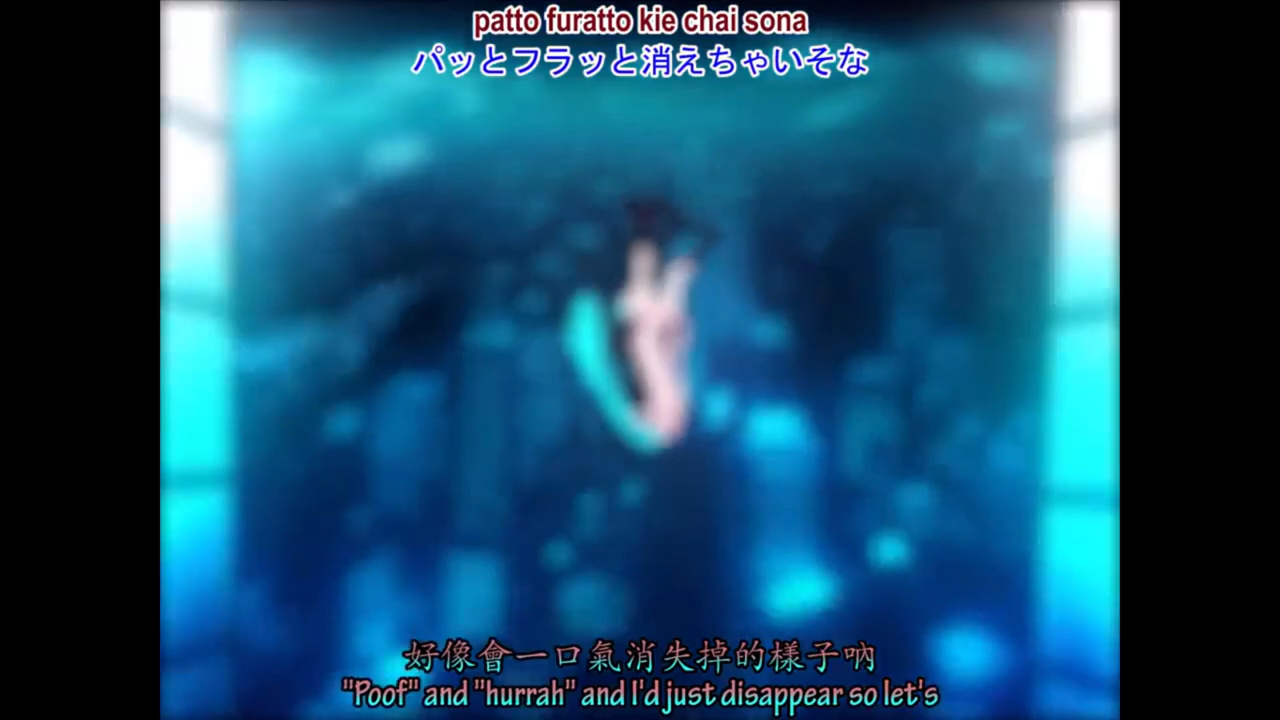 patto furatto kie chai sona
パッとフラッと消えちゃいそな
好像會一口氣消失掉的樣子吶
"Poof" and "hurrah" and I'd just disappear so let's